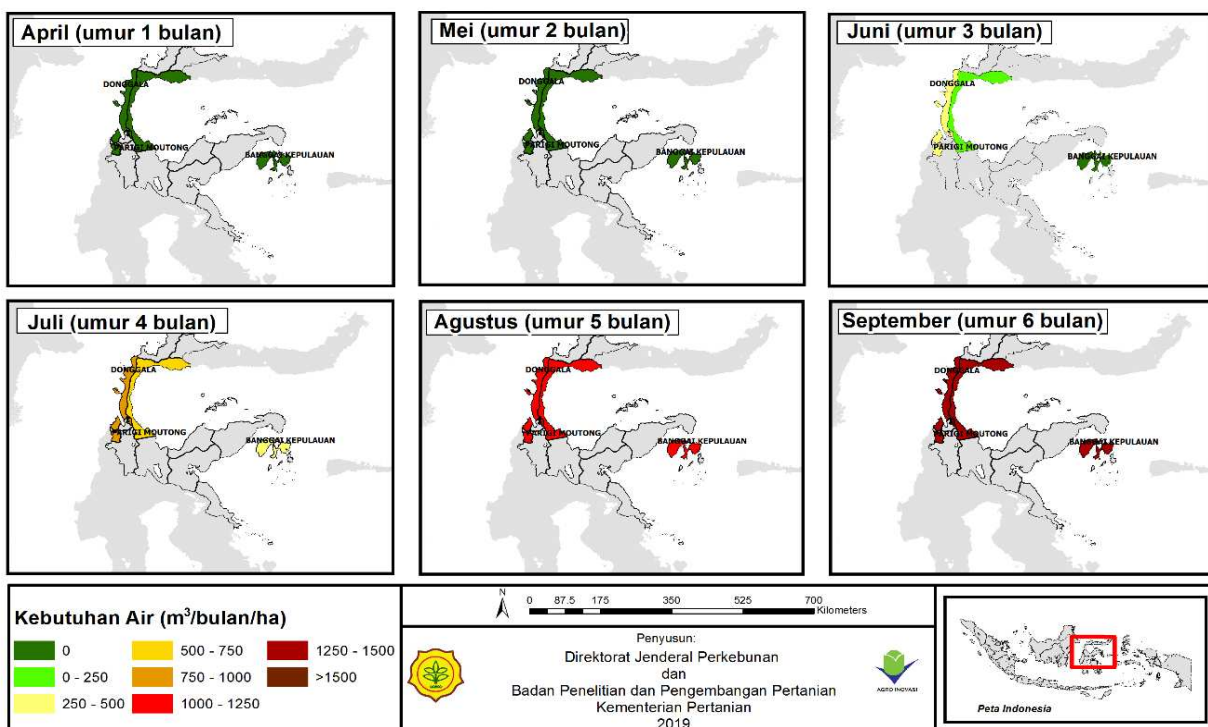 April (umur 1 bulan)
DONGGALA
PARIGI MOUTONG
BANGGAI KEPULAUAN
Mei (umur 2 bulan)
DONGGALA
PARIGI MOUTONG
BANGGAI KEPULAUAN
Juni (umur 3 bulan)
DONGGALA
PARIGI MOUTONG
BANGGAI KEPULAUAN
Juli (umur 4 bulan)
DONGGALA
PARIGI MOUTONG
BANGGAI KEPULAUAN
Agustus (umur 5 bulan)
DONGGALA
PARIGI MOUTONG
BANGGAI KEPULAUAN
September (umur 6 bulan)
DONGGALA
PARIGI MOUTONG
BANGGAI KEPULAUAN
Kebutuhan Air (m³/bulan/ha)
0 500 - 750 1250 - 1500
0 - 250 750 - 1000 >1500
250 - 500 1000 - 1250
N 0 87.5 175 350 525 700
Kilometers
Penyusun:
Direktorat Jenderal Perkebunan
dan
Badan Penelitian dan Pengembangan Pertanian
Kementerian Pertanian
2019
AGRO INOVASI
Peta Indonesia